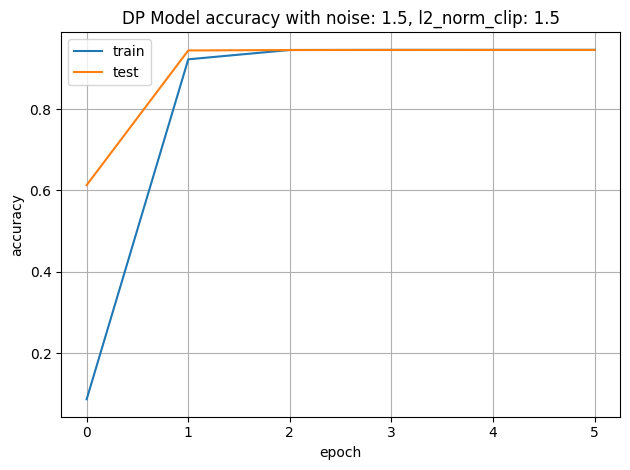 DP Model accuracy with noise: 1.5, l2_norm_clip: 1.5
train
test
accuracy
0.8
0.6
0.4
0.2
0 1 2 3 4 5
epoch